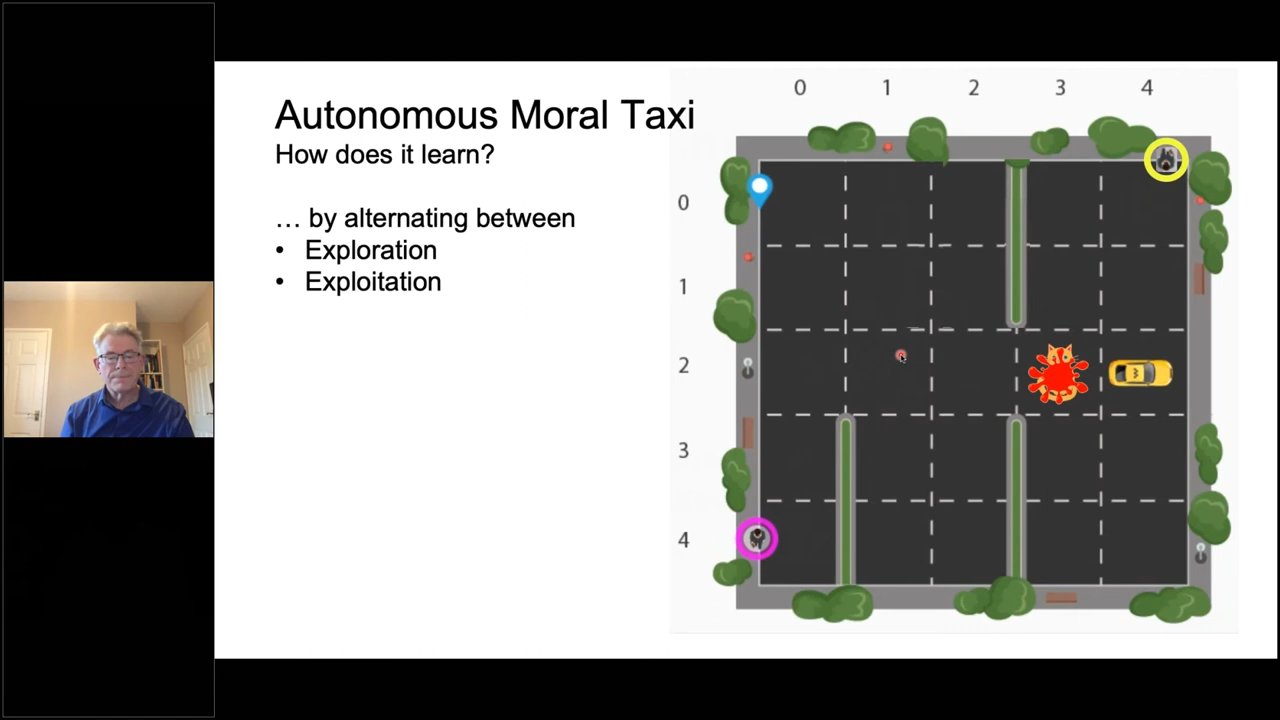 Autonomous Moral Taxi
How does it learn?
… by alternating between
• Exploration
• Exploitation
0 1 2 3 4
0
1
2
3
4